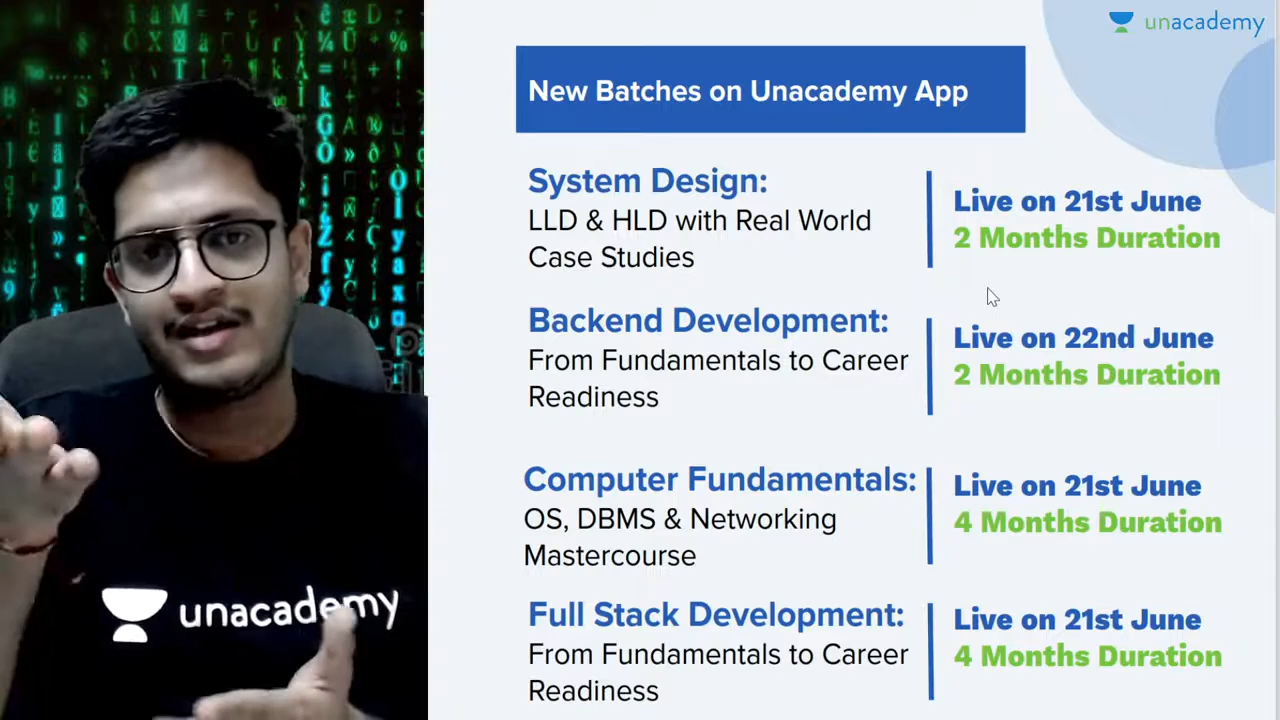 unacademy
New Batches on Unacademy App
System Design:
LLD & HLD with Real World
Case Studies
Live on 21st June
2 Months Duration
Backend Development:
From Fundamentals to Career
Readiness
Live on 22nd June
2 Months Duration
Computer Fundamentals:
OS, DBMS & Networking
Mastercourse
Live on 21st June
4 Months Duration
Full Stack Development:
From Fundamentals to Career
Readiness
Live on 21st June
4 Months Duration
unacademy